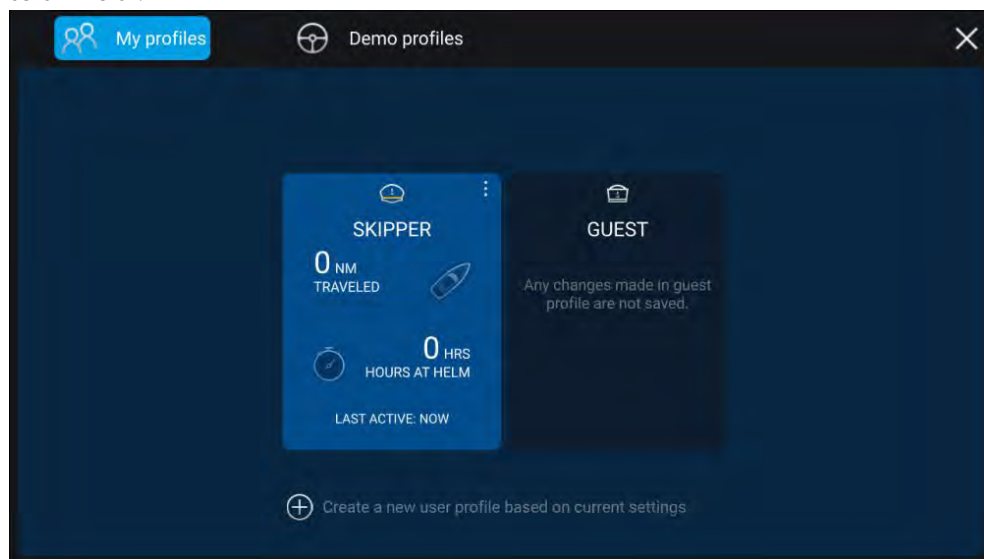 My profiles
Demo profiles
SKIPPER
0 NM
TRAVELED
0 HRS
HOURS AT HELM
LAST ACTIVE: NOW
GUEST
Any changes made in guest
profile are not saved.
Create a new user profile based on current settings